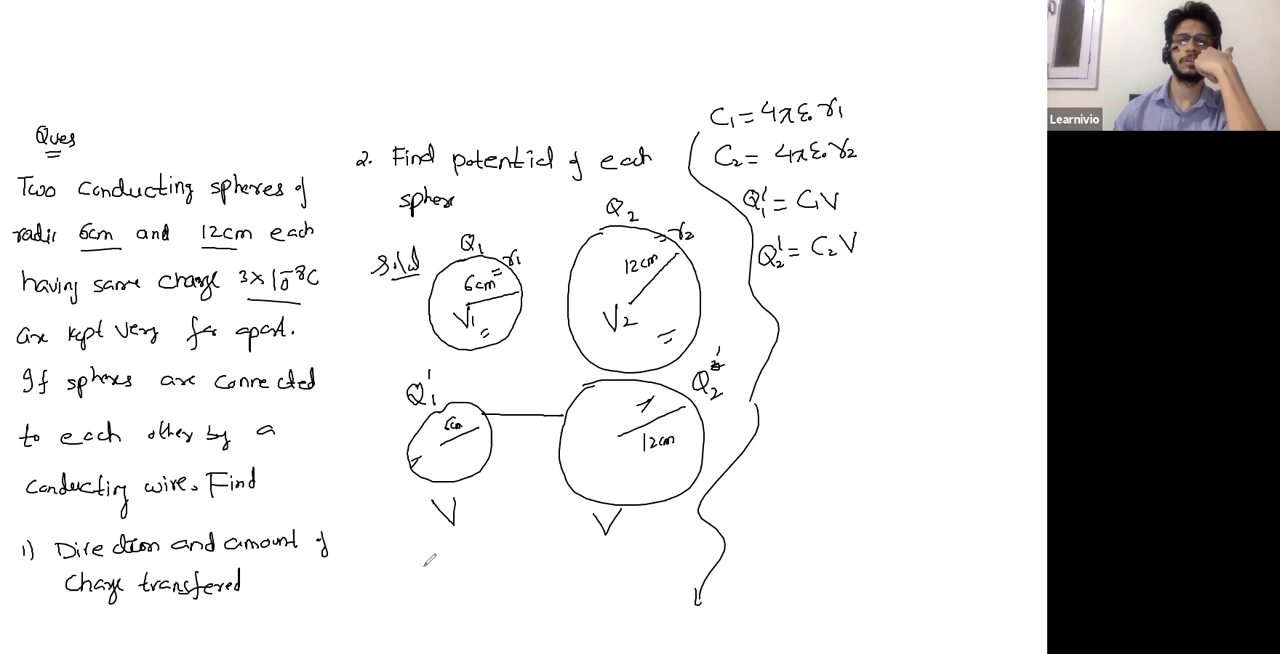 Ques
Two conducting spheres of
radii 6cm and 12cm each
having same charge 3×10⁻⁸C
are kept very far apart.
If spheres are connected
to each other by a
conducting wire. Find
1) Direction and amount of
Charge transferred
2. Find potential of each
sphere
Sol^d
Q₁
r₁
6cm
V₁
Q₂
r₂
12cm
V₂
Q₁'
6cm
V
Q₂'
12cm
V
C₁ = 4πε₀r₁
C₂ = 4πε₀r₂
Q₁' = C₁V
Q₂' = C₂V
Learnivio